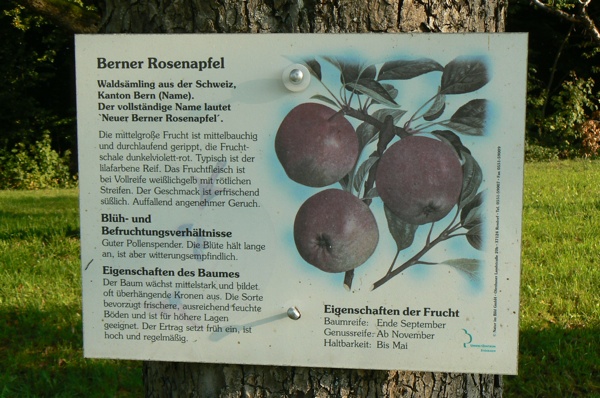 Berner Rosenapfel
Waldsämling aus der Schweiz,
Kanton Bern (Name).
Der vollständige Name lautet
`Neuer Berner Rosenapfel´.
Die mittelgroße Frucht ist mittelbauchig
und durchlaufend gerippt, die Frucht-
schale dunkelviolett-rot. Typisch ist der
lilafarbene Reif. Das Fruchtfleisch ist
bei Vollreife weißlichgelb mit rötlichen
Streifen. Der Geschmack ist erfrischend
süßlich. Auffallend angenehmer Geruch.
Blüh- und
Befruchtungsverhältnisse
Guter Pollenspender. Die Blüte hält lange
an, ist aber witterungsempfindlich.
Eigenschaften des Baumes
Der Baum wächst mittelstark und bildet
oft überhängende Kronen aus. Die Sorte
bevorzugt frischere, ausreichend feuchte
Böden und ist für höhere Lagen
geeignet. Der Ertrag setzt früh ein, ist
hoch und regelmäßig.
Eigenschaften der Frucht
Baumreife: Ende September
Genussreife: Ab November
Haltbarkeit: Bis Mai